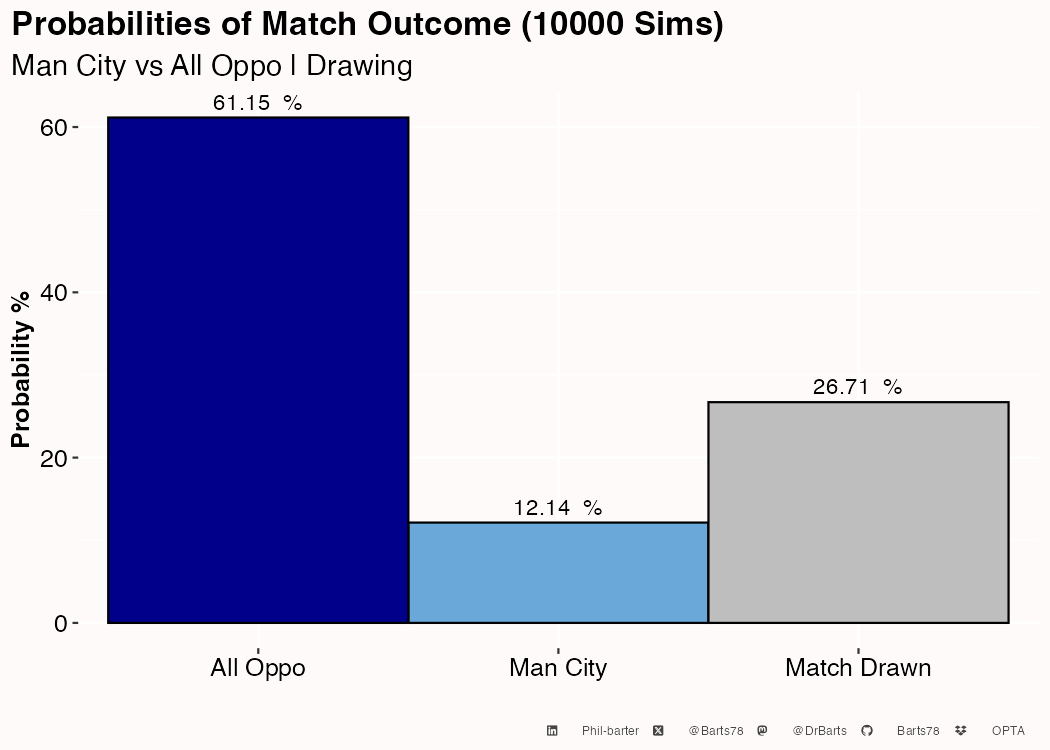 Probabilities of Match Outcome (10000 Sims)
Man City vs All Oppo | Drawing
61.15 %
60
40
26.71 %
20
12.14 %
0
Probability %
All Oppo Man City Match Drawn
Phil-barter @Barts78 @DrBarts Barts78 OPTA